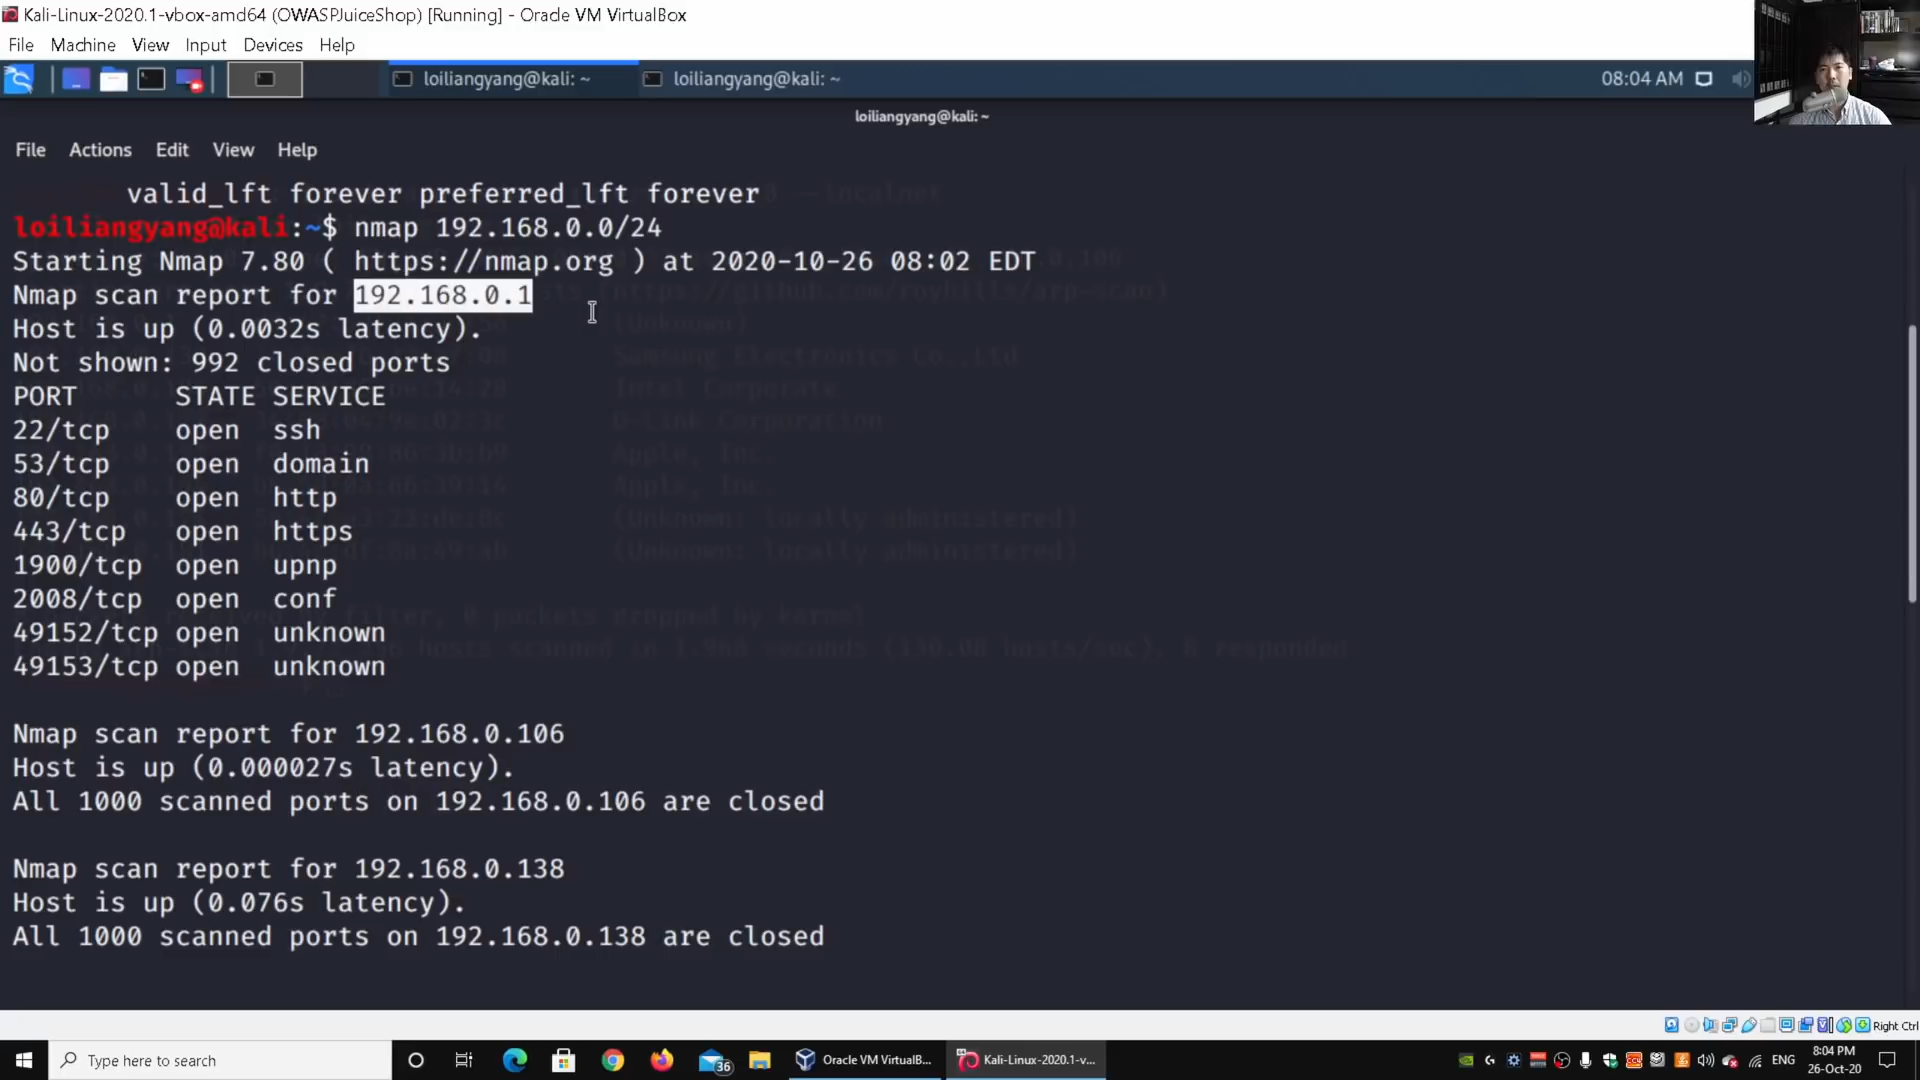 Kali-Linux-2020.1-vbox-amd64 (OWASPJuiceShop) [Running] - Oracle VM VirtualBox
File Machine View Input Devices Help
loiliangyang@kali: ~
loiliangyang@kali: ~
08:04 AM
loiliangyang@kali: ~
File Actions Edit View Help
valid_lft forever preferred_lft forever
loiliangyang@kali:~$ nmap 192.168.0.0/24
Starting Nmap 7.80 ( https://nmap.org ) at 2020-10-26 08:02 EDT
Nmap scan report for 192.168.0.1
Host is up (0.0032s latency).
Not shown: 992 closed ports
PORT STATE SERVICE
22/tcp open ssh
53/tcp open domain
80/tcp open http
443/tcp open https
1900/tcp open upnp
2008/tcp open conf
49152/tcp open unknown
49153/tcp open unknown
Nmap scan report for 192.168.0.106
Host is up (0.000027s latency).
All 1000 scanned ports on 192.168.0.106 are closed
Nmap scan report for 192.168.0.138
Host is up (0.076s latency).
All 1000 scanned ports on 192.168.0.138 are closed
Right Ctrl
Type here to search
36
Oracle VM VirtualB...
Kali-Linux-2020.1-v...
ENG
8:04 PM
26-Oct-20